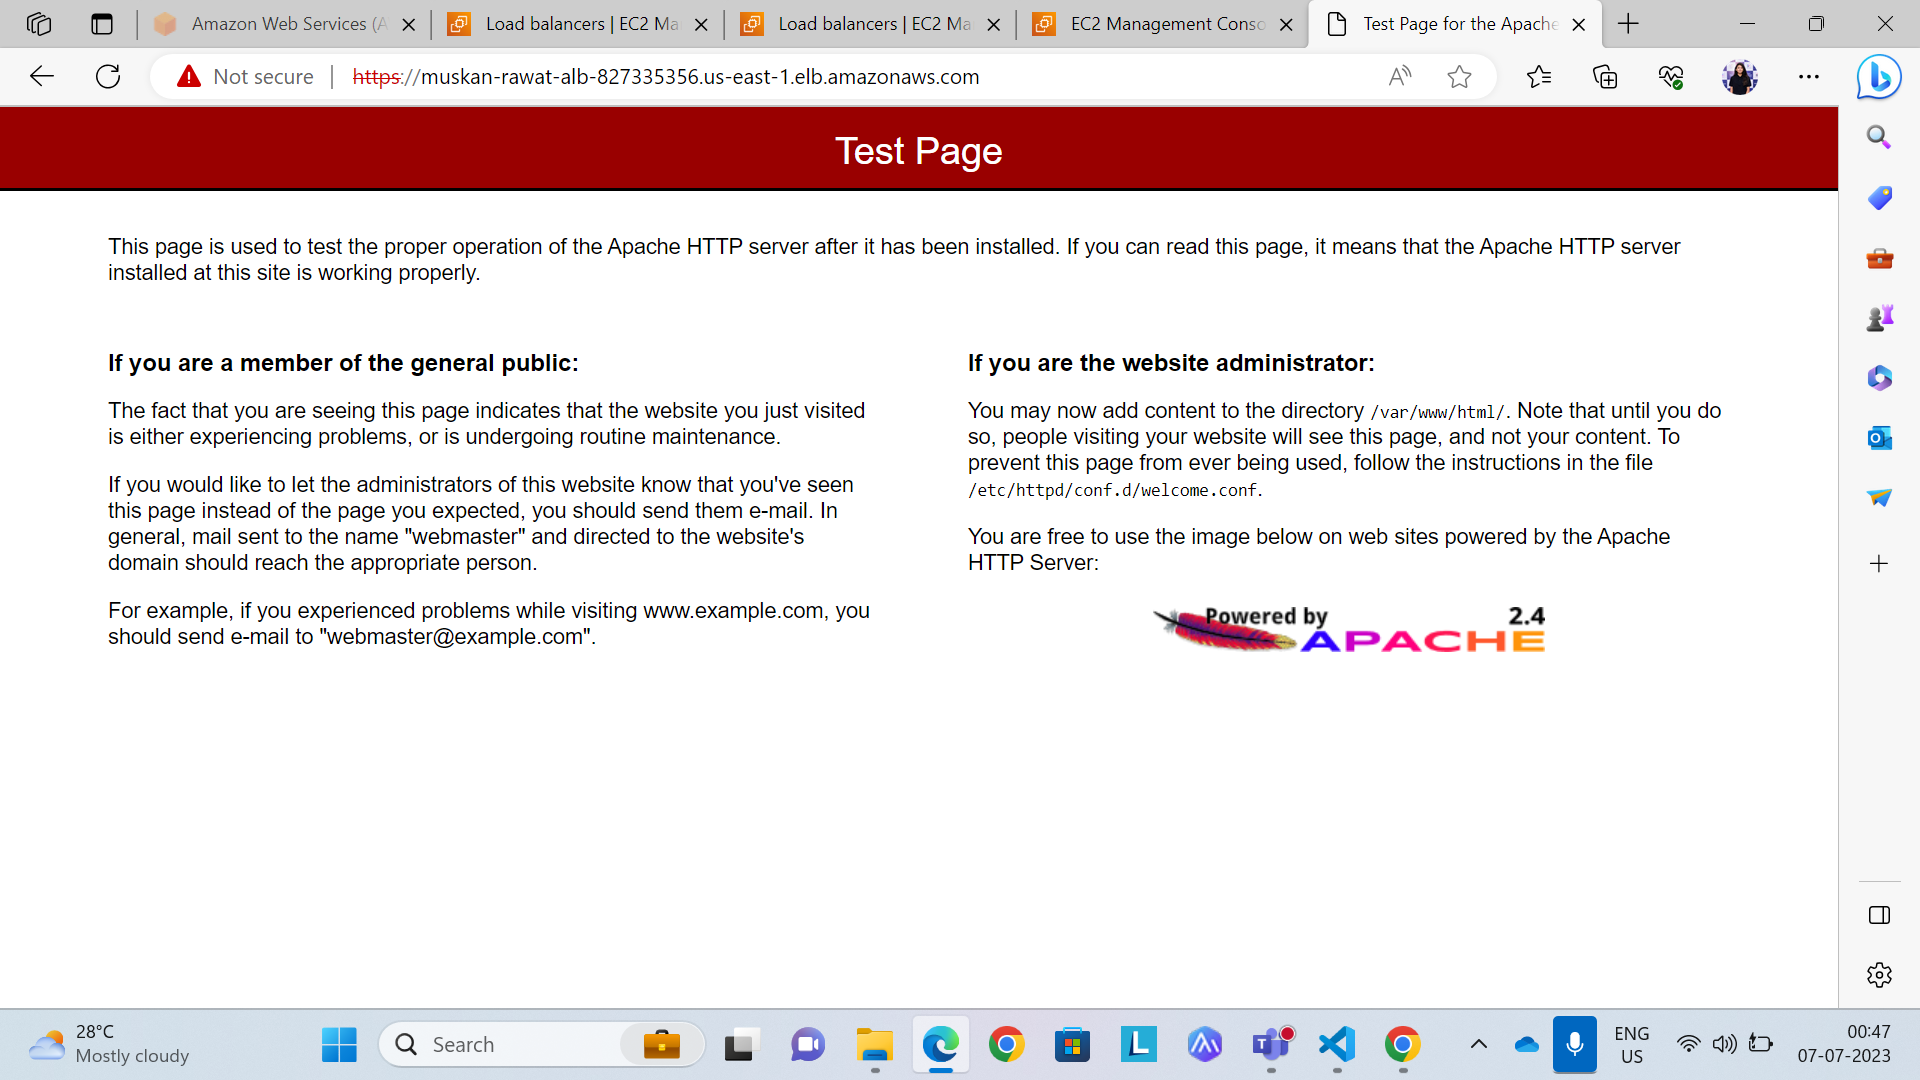 Amazon Web Services (A
Load balancers | EC2 Ma
Load balancers | EC2 Ma
EC2 Management Conso
Test Page for the Apache
Not secure
https://muskan-rawat-alb-827335356.us-east-1.elb.amazonaws.com
Test Page
This page is used to test the proper operation of the Apache HTTP server after it has been installed. If you can read this page, it means that the Apache HTTP server
installed at this site is working properly.
If you are a member of the general public:
The fact that you are seeing this page indicates that the website you just visited
is either experiencing problems, or is undergoing routine maintenance.
If you would like to let the administrators of this website know that you've seen
this page instead of the page you expected, you should send them e-mail. In
general, mail sent to the name "webmaster" and directed to the website's
domain should reach the appropriate person.
For example, if you experienced problems while visiting www.example.com, you
should send e-mail to "webmaster@example.com".
If you are the website administrator:
You may now add content to the directory /var/www/html/. Note that until you do
so, people visiting your website will see this page, and not your content. To
prevent this page from ever being used, follow the instructions in the file
/etc/httpd/conf.d/welcome.conf.
You are free to use the image below on web sites powered by the Apache
HTTP Server:
Powered by 2.4
APACHE
28°C
Mostly cloudy
Search
ENG
US
00:47
07-07-2023